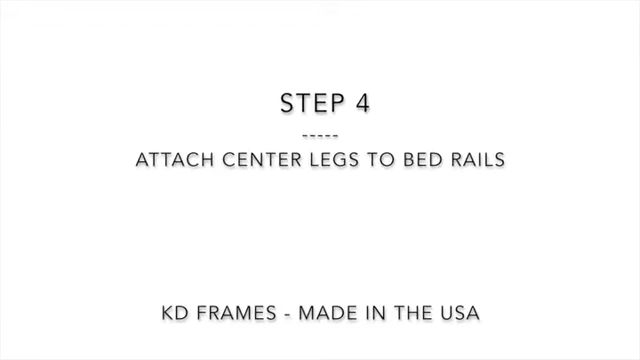 STEP 4
-----
ATTACH CENTER LEGS TO BED RAILS
KD FRAMES - MADE IN THE USA